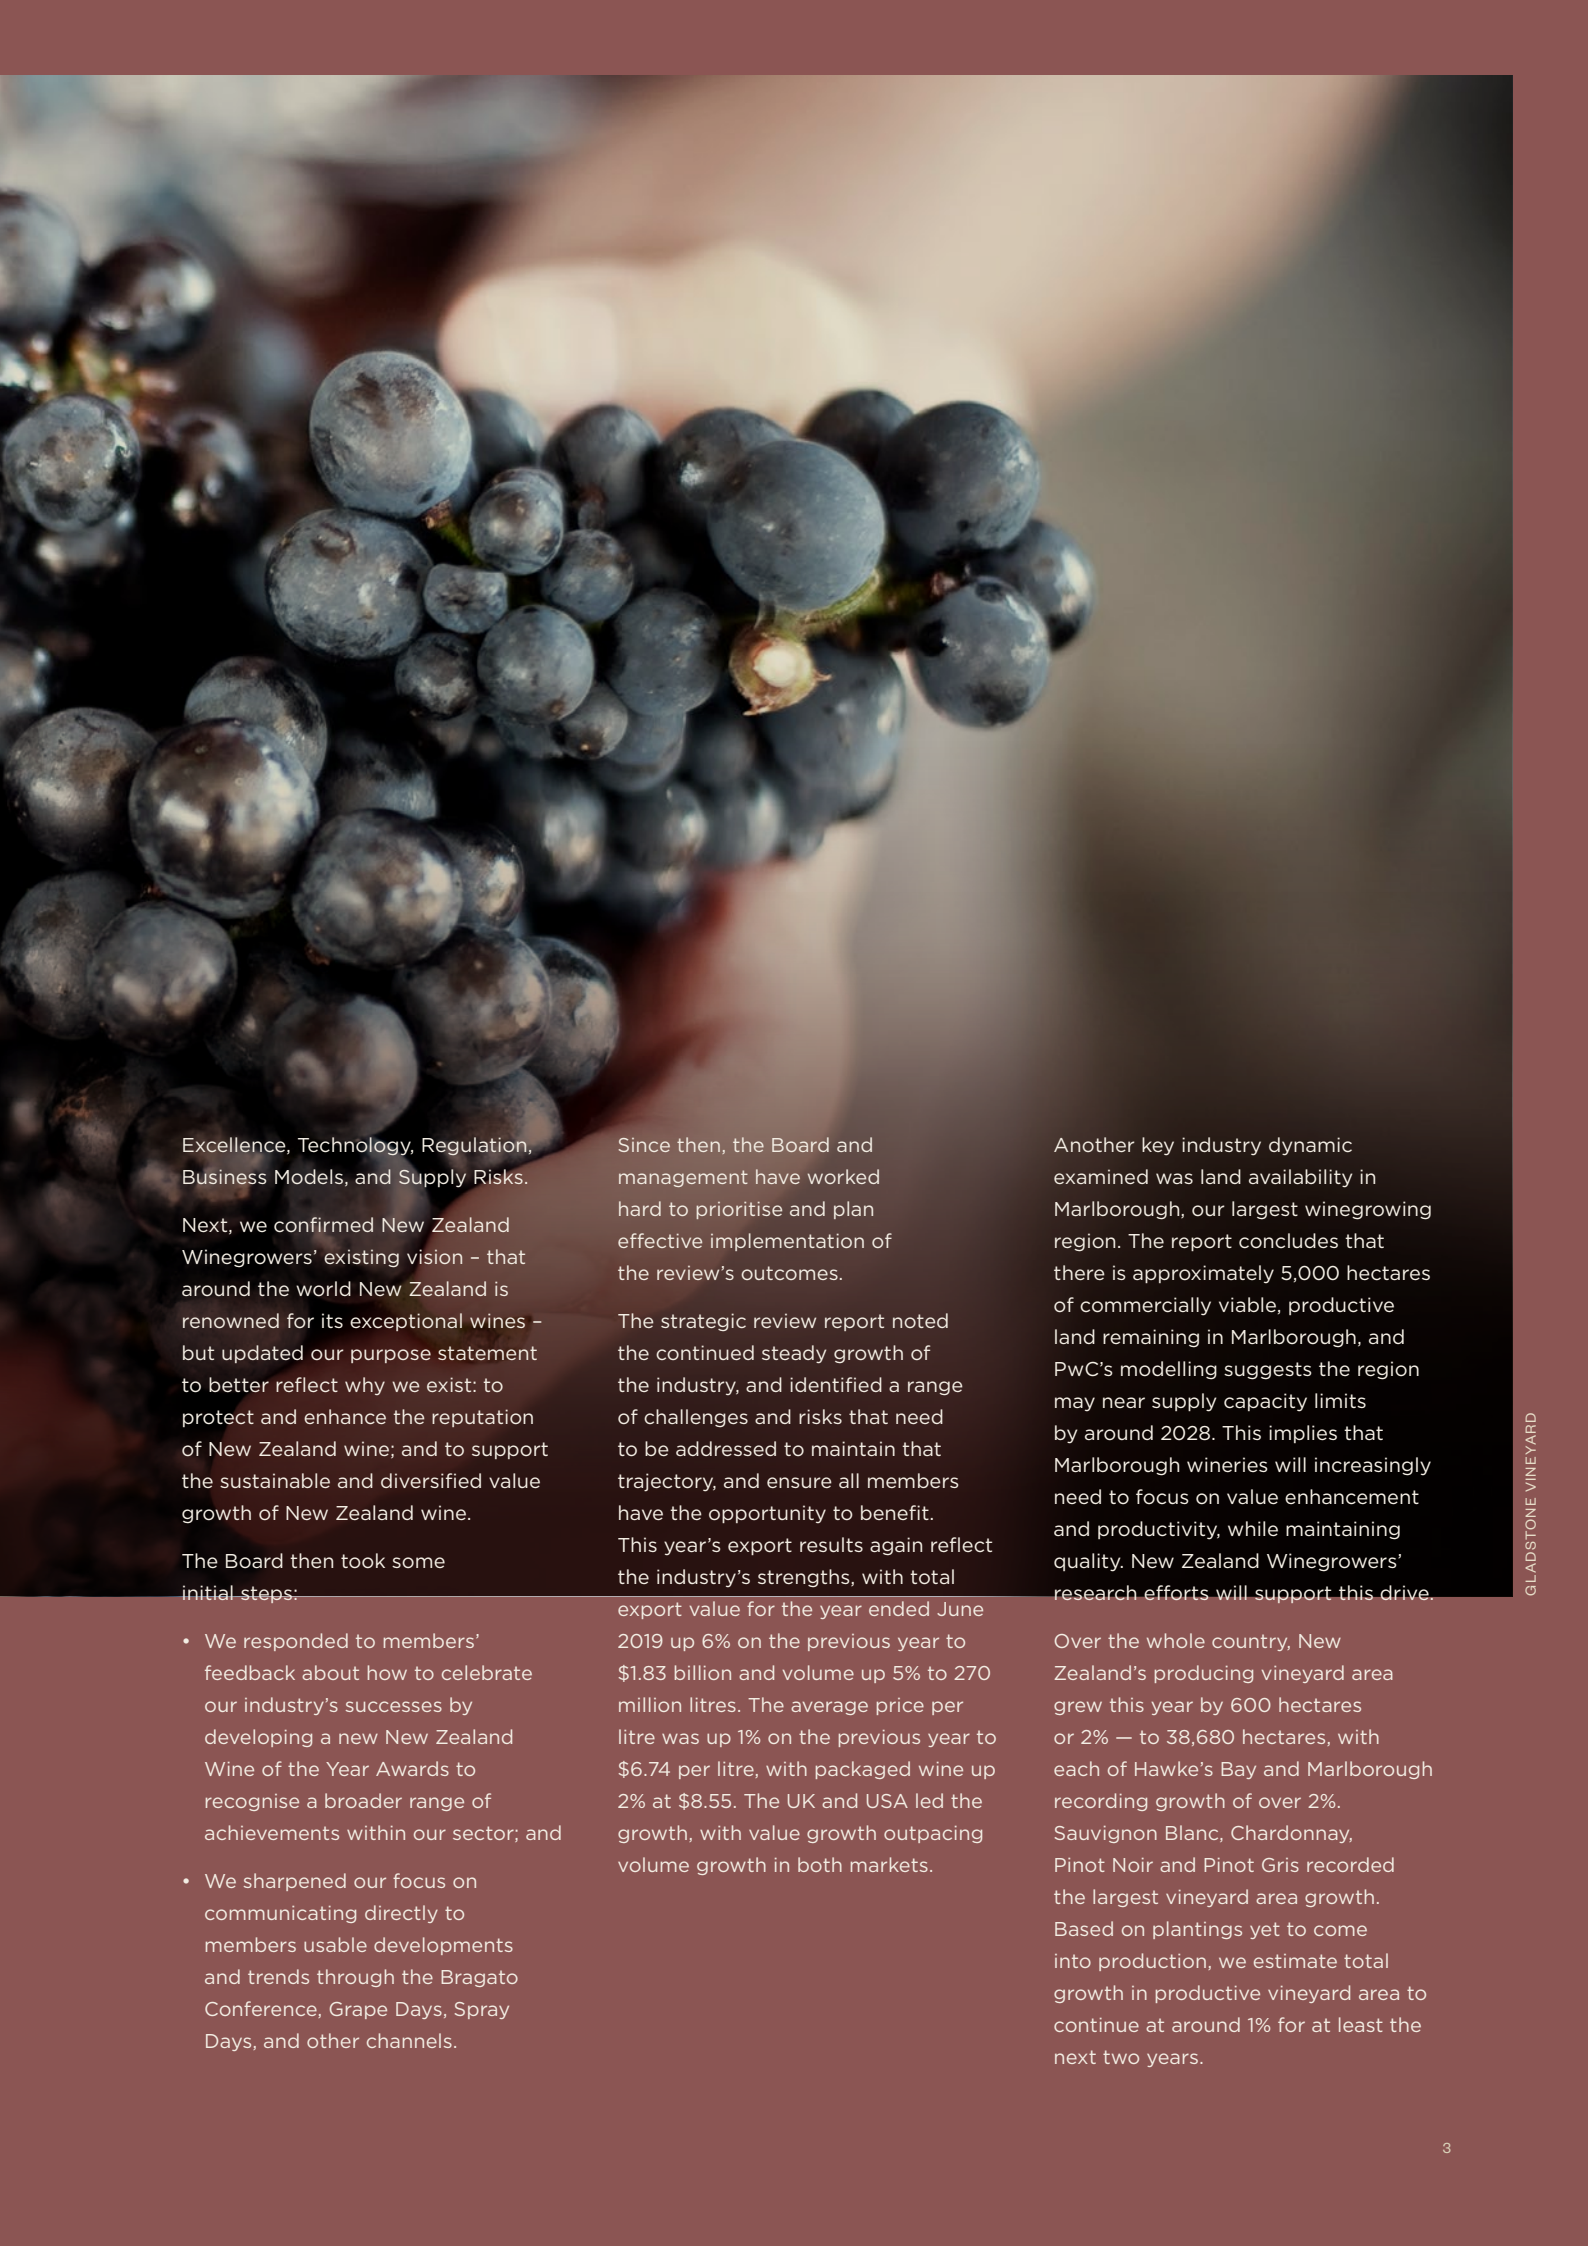 Excellence, Technology, Regulation,
Business Models, and Supply Risks.
Next, we confirmed New Zealand
Winegrowers’ existing vision – that
around the world New Zealand is
renowned for its exceptional wines –
but updated our purpose statement
to better reflect why we exist: to
protect and enhance the reputation
of New Zealand wine; and to support
the sustainable and diversified value
growth of New Zealand wine.
The Board then took some
initial steps:
• We responded to members’
feedback about how to celebrate
our industry’s successes by
developing a new New Zealand
Wine of the Year Awards to
recognise a broader range of
achievements within our sector; and
• We sharpened our focus on
communicating directly to
members usable developments
and trends through the Bragato
Conference, Grape Days, Spray
Days, and other channels.
Since then, the Board and
management have worked
hard to prioritise and plan
effective implementation of
the review’s outcomes.
The strategic review report noted
the continued steady growth of
the industry, and identified a range
of challenges and risks that need
to be addressed to maintain that
trajectory, and ensure all members
have the opportunity to benefit.
This year’s export results again reflect
the industry’s strengths, with total
export value for the year ended June
2019 up 6% on the previous year to
$1.83 billion and volume up 5% to 270
million litres. The average price per
litre was up 1% on the previous year to
$6.74 per litre, with packaged wine up
2% at $8.55. The UK and USA led the
growth, with value growth outpacing
volume growth in both markets.
Another key industry dynamic
examined was land availability in
Marlborough, our largest winegrowing
region. The report concludes that
there is approximately 5,000 hectares
of commercially viable, productive
land remaining in Marlborough, and
PwC’s modelling suggests the region
may near supply capacity limits
by around 2028. This implies that
Marlborough wineries will increasingly
need to focus on value enhancement
and productivity, while maintaining
quality. New Zealand Winegrowers’
research efforts will support this drive.
Over the whole country, New
Zealand’s producing vineyard area
grew this year by 600 hectares
or 2% — to 38,680 hectares, with
each of Hawke’s Bay and Marlborough
recording growth of over 2%.
Sauvignon Blanc, Chardonnay,
Pinot Noir and Pinot Gris recorded
the largest vineyard area growth.
Based on plantings yet to come
into production, we estimate total
growth in productive vineyard area to
continue at around 1% for at least the
next two years.
GLADSTONE VINEYARD
3